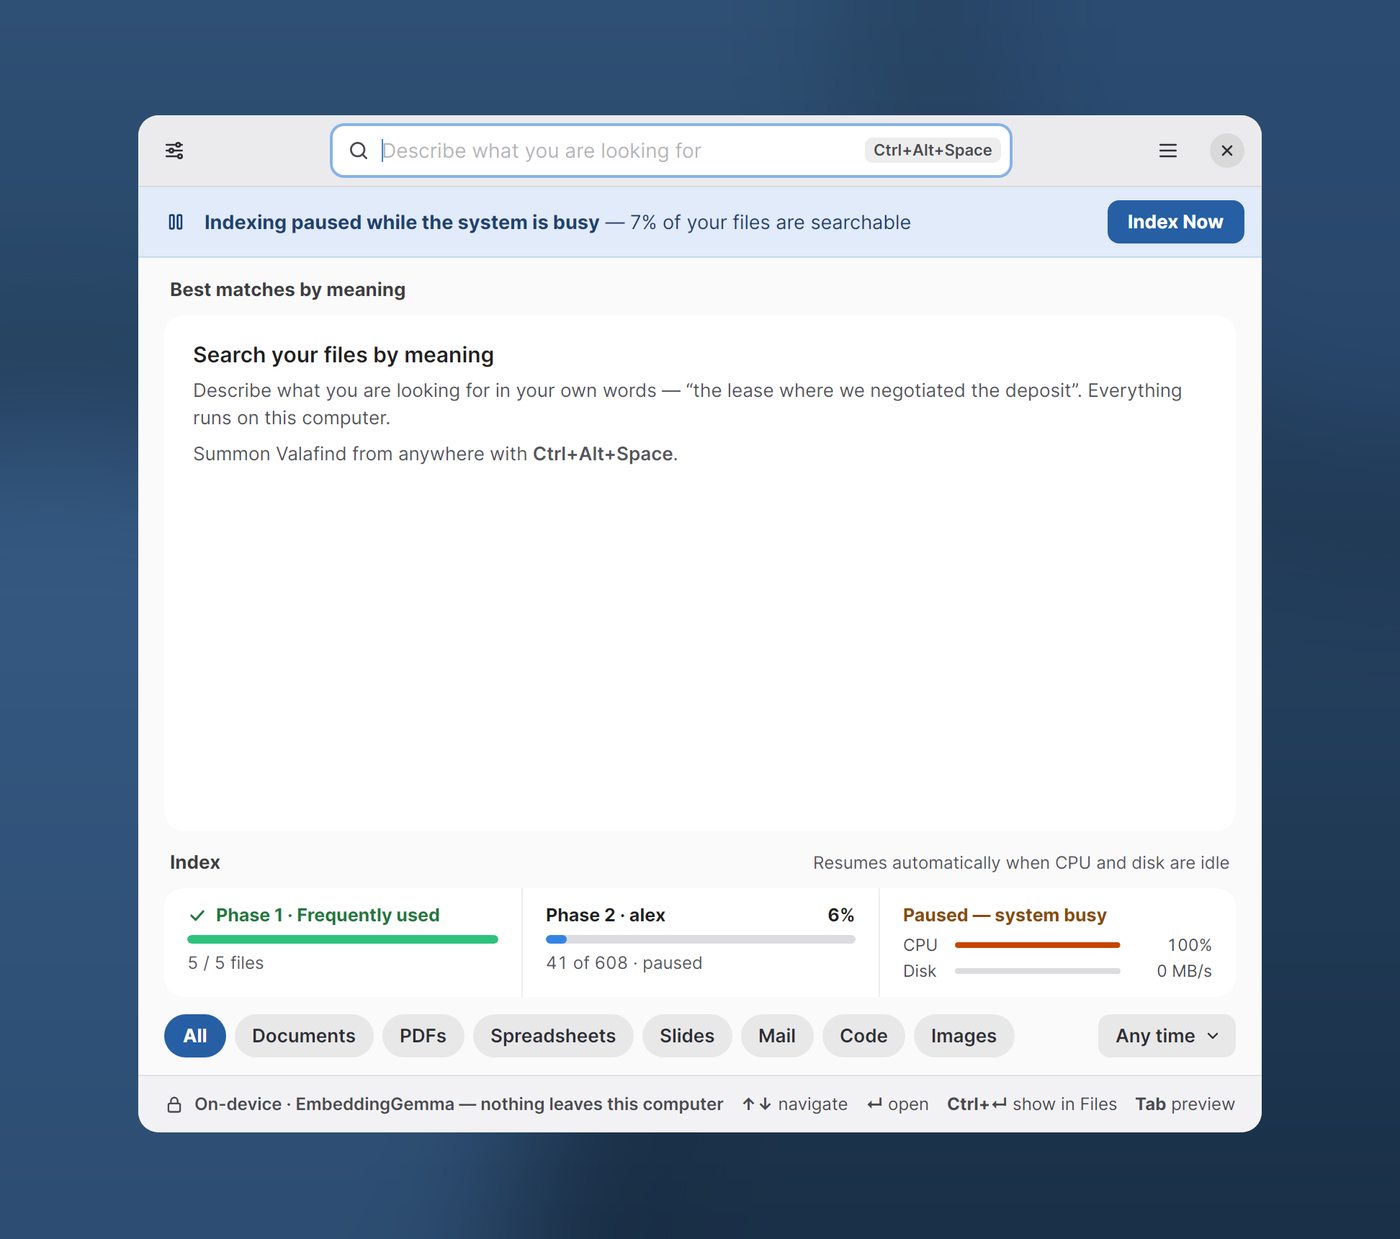 Describe what you are looking for
Ctrl+Alt+Space
Indexing paused while the system is busy — 7% of your files are searchable
Index Now
Best matches by meaning
Search your files by meaning
Describe what you are looking for in your own words — “the lease where we negotiated the deposit”. Everything
runs on this computer.
Summon Valafind from anywhere with Ctrl+Alt+Space.
Index
Resumes automatically when CPU and disk are idle
Phase 1 · Frequently used
5 / 5 files
Phase 2 · alex 6%
41 of 608 · paused
Paused — system busy
CPU 100%
Disk 0 MB/s
All Documents PDFs Spreadsheets Slides Mail Code Images Any time
On-device · EmbeddingGemma — nothing leaves this computer ↑↓ navigate ↵ open Ctrl+↵ show in Files Tab preview